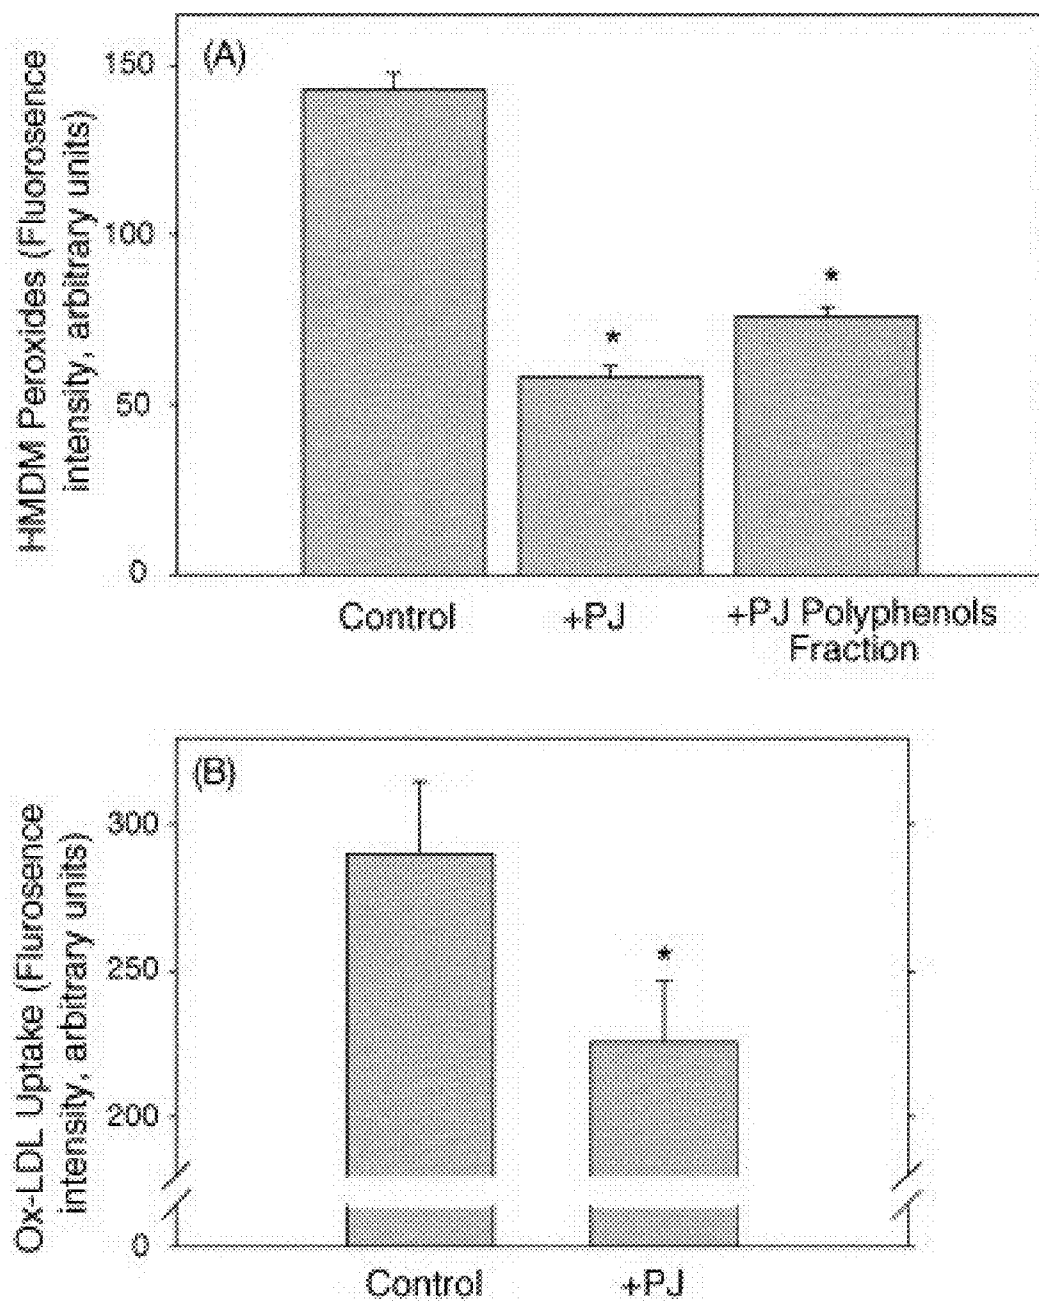 (A)
HMDM Peroxides (Fluorosence
intensity, arbitrary units)
150
100
50
0
Control
+PJ
+PJ Polyphenols
Fraction
*
*
(B)
Ox-LDL Uptake (Flurosence
intensity, arbitrary units)
300
250
200
0
Control
+PJ
*